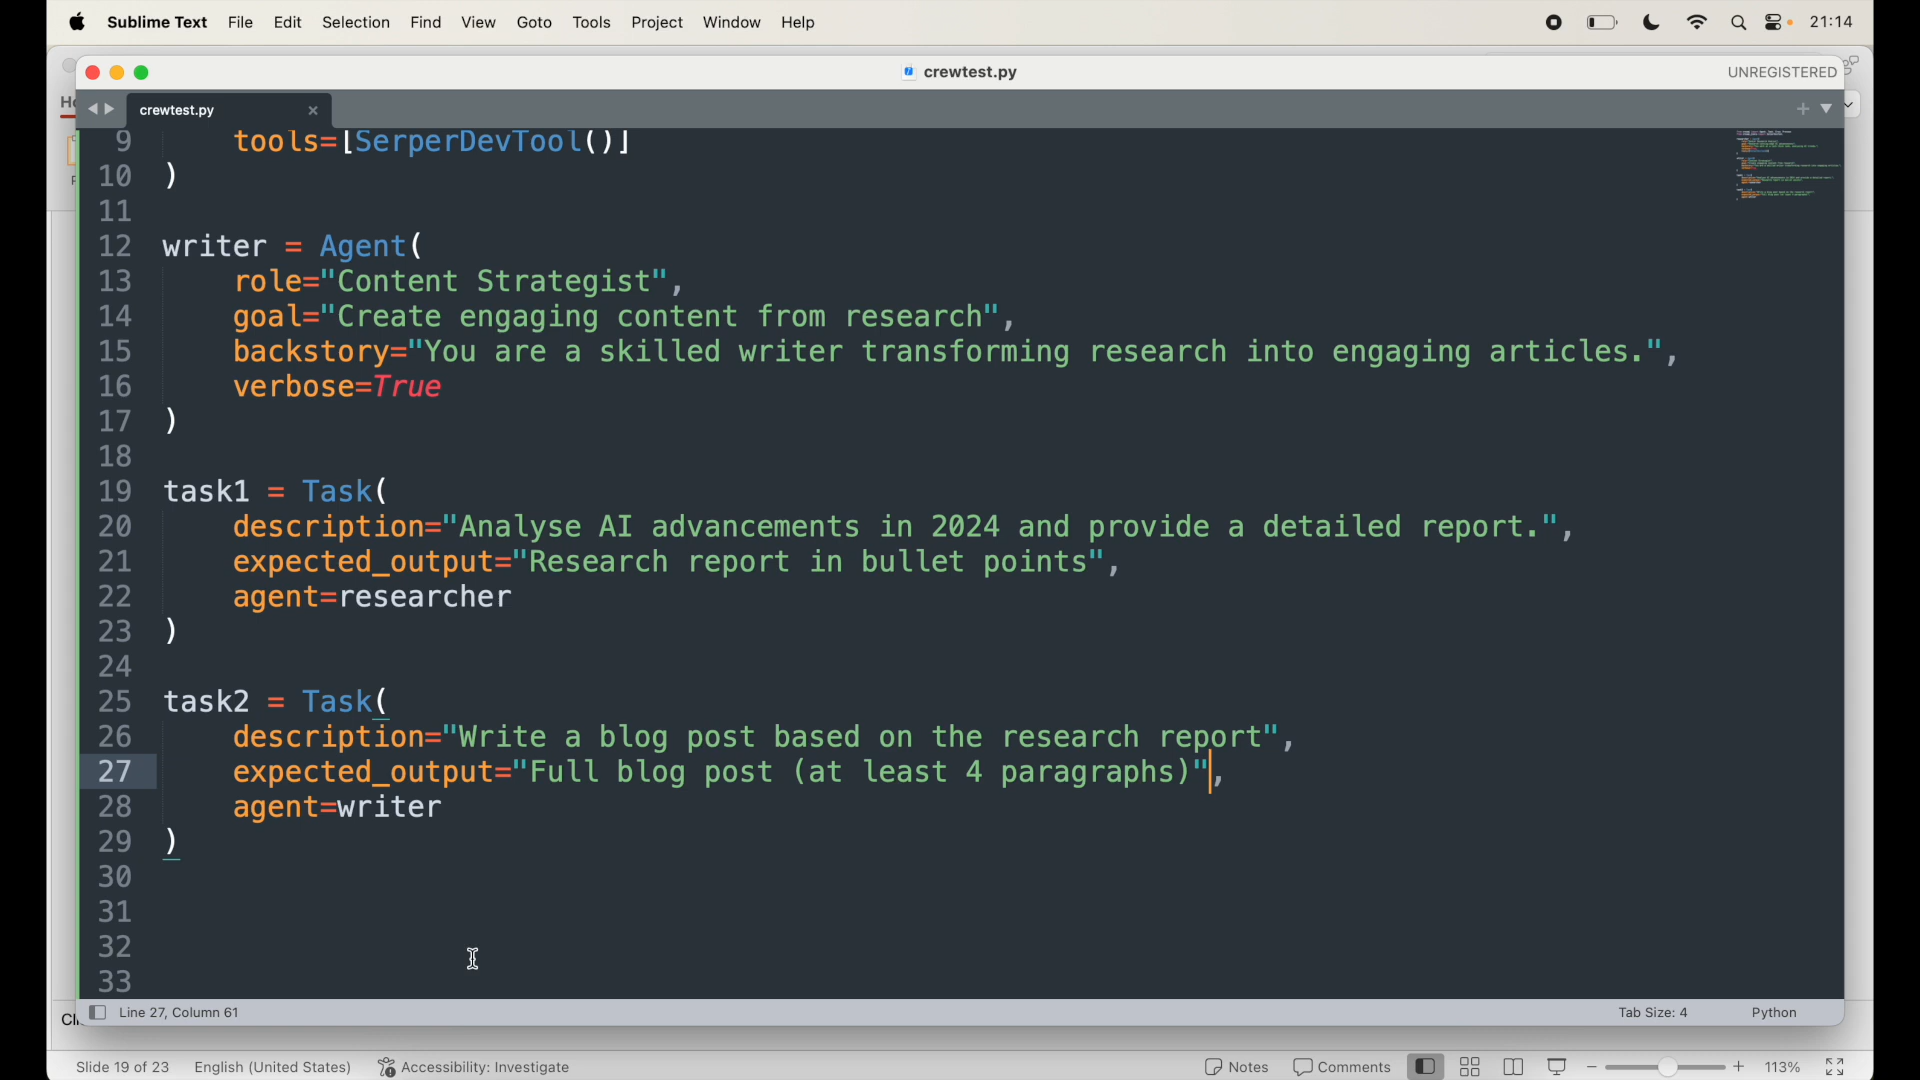 Sublime Text File Edit Selection Find View Goto Tools Project Window Help 21:14
crewtest.py UNREGISTERED
crewtest.py
9 tools=[SerperDevTool()]
10 )
11
12 writer = Agent(
13 role="Content Strategist",
14 goal="Create engaging content from research",
15 backstory="You are a skilled writer transforming research into engaging articles.",
16 verbose=True
17 )
18
19 task1 = Task(
20 description="Analyse AI advancements in 2024 and provide a detailed report.",
21 expected_output="Research report in bullet points",
22 agent=researcher
23 )
24
25 task2 = Task(
26 description="Write a blog post based on the research report",
27 expected_output="Full blog post (at least 4 paragraphs)",
28 agent=writer
29 )
30
31
32
33
Line 27, Column 61 Tab Size: 4 Python
Slide 19 of 23 English (United States) Accessibility: Investigate Notes Comments 113%